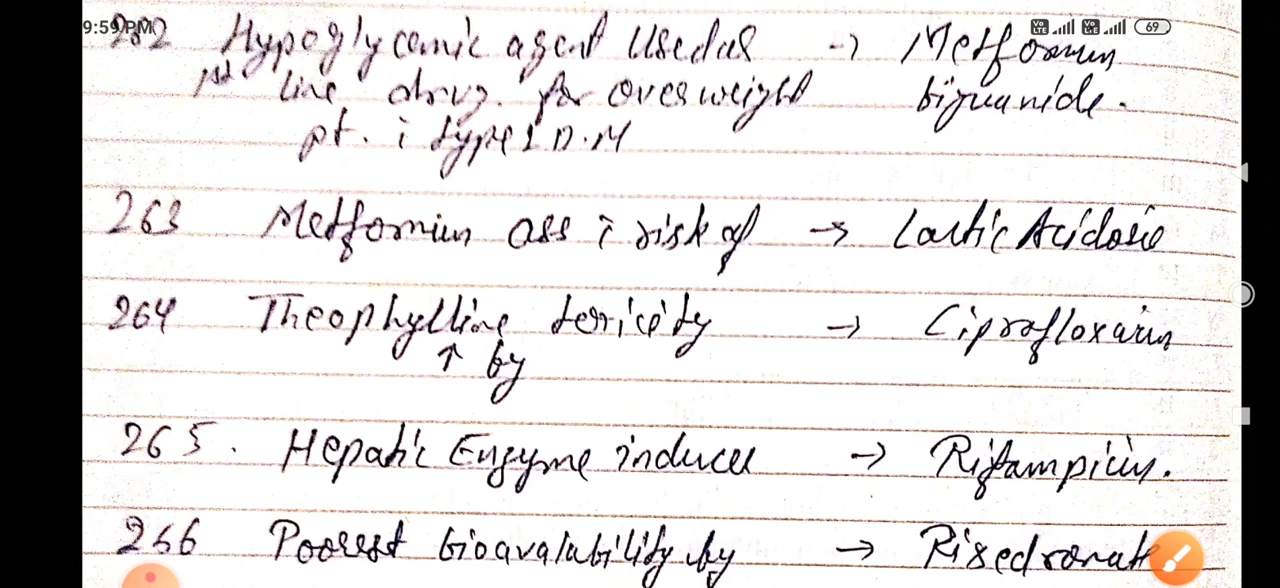 9:59 PM 69
262 Hypoglycemic agent Used as → Metformin
1st line drug. for overweight biguanide.
pt. i type 2 D.M
263 Metformin ass i risk of → Lactic Acidosis
264 Theophylline toxicity → Ciprofloxacin
↑ by
265. Hepatic Enzyme inducer → Rifampicin.
266 Poorest bioavalability by → Risedronate